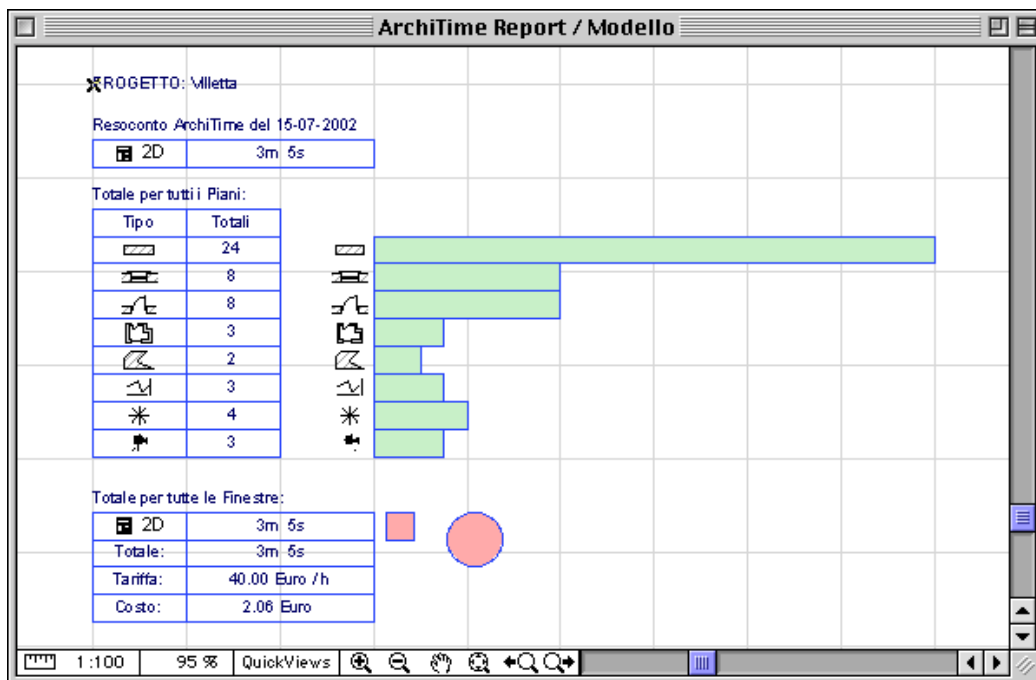 ArchiTime Report / Modello
PROGETTO: Villetta
Resoconto ArchiTime del 15-07-2002
2D 3m 5s
Totale per tutti i Piani:
Tipo Totali
24
8
8
3
2
3
4
3
Totale per tutte le Finestre:
2D 3m 5s
Totale: 3m 5s
Tariffa: 40.00 Euro /h
Costo: 2.06 Euro
1:100 95 % QuickViews